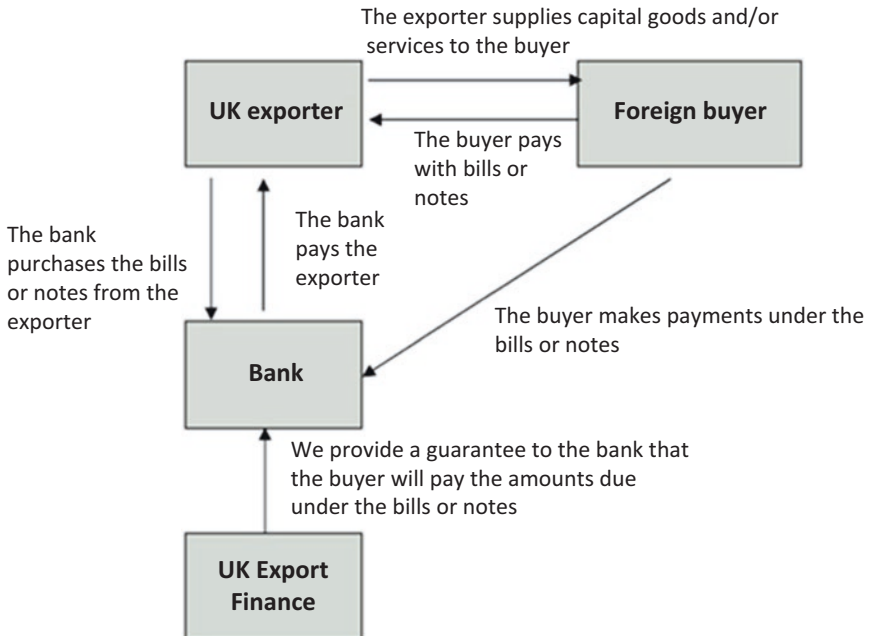 The exporter supplies capital goods and/or
services to the buyer
UK exporter
Foreign buyer
The buyer pays
with bills or
notes
The bank
purchases the bills
or notes from the
exporter
The bank
pays the
exporter
The buyer makes payments under the
bills or notes
Bank
We provide a guarantee to the bank that
the buyer will pay the amounts due
under the bills or notes
UK Export
Finance